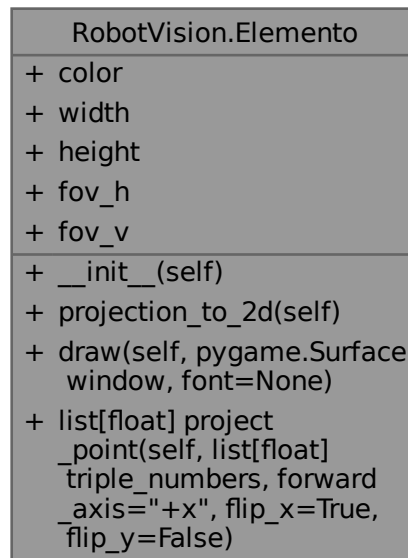 RobotVision.Elemento
+ color
+ width
+ height
+ fov_h
+ fov_v
+ __init__(self)
+ projection_to_2d(self)
+ draw(self, pygame.Surface
window, font=None)
+ list[float] project
_point(self, list[float]
triple_numbers, forward
_axis="+x", flip_x=True,
flip_y=False)